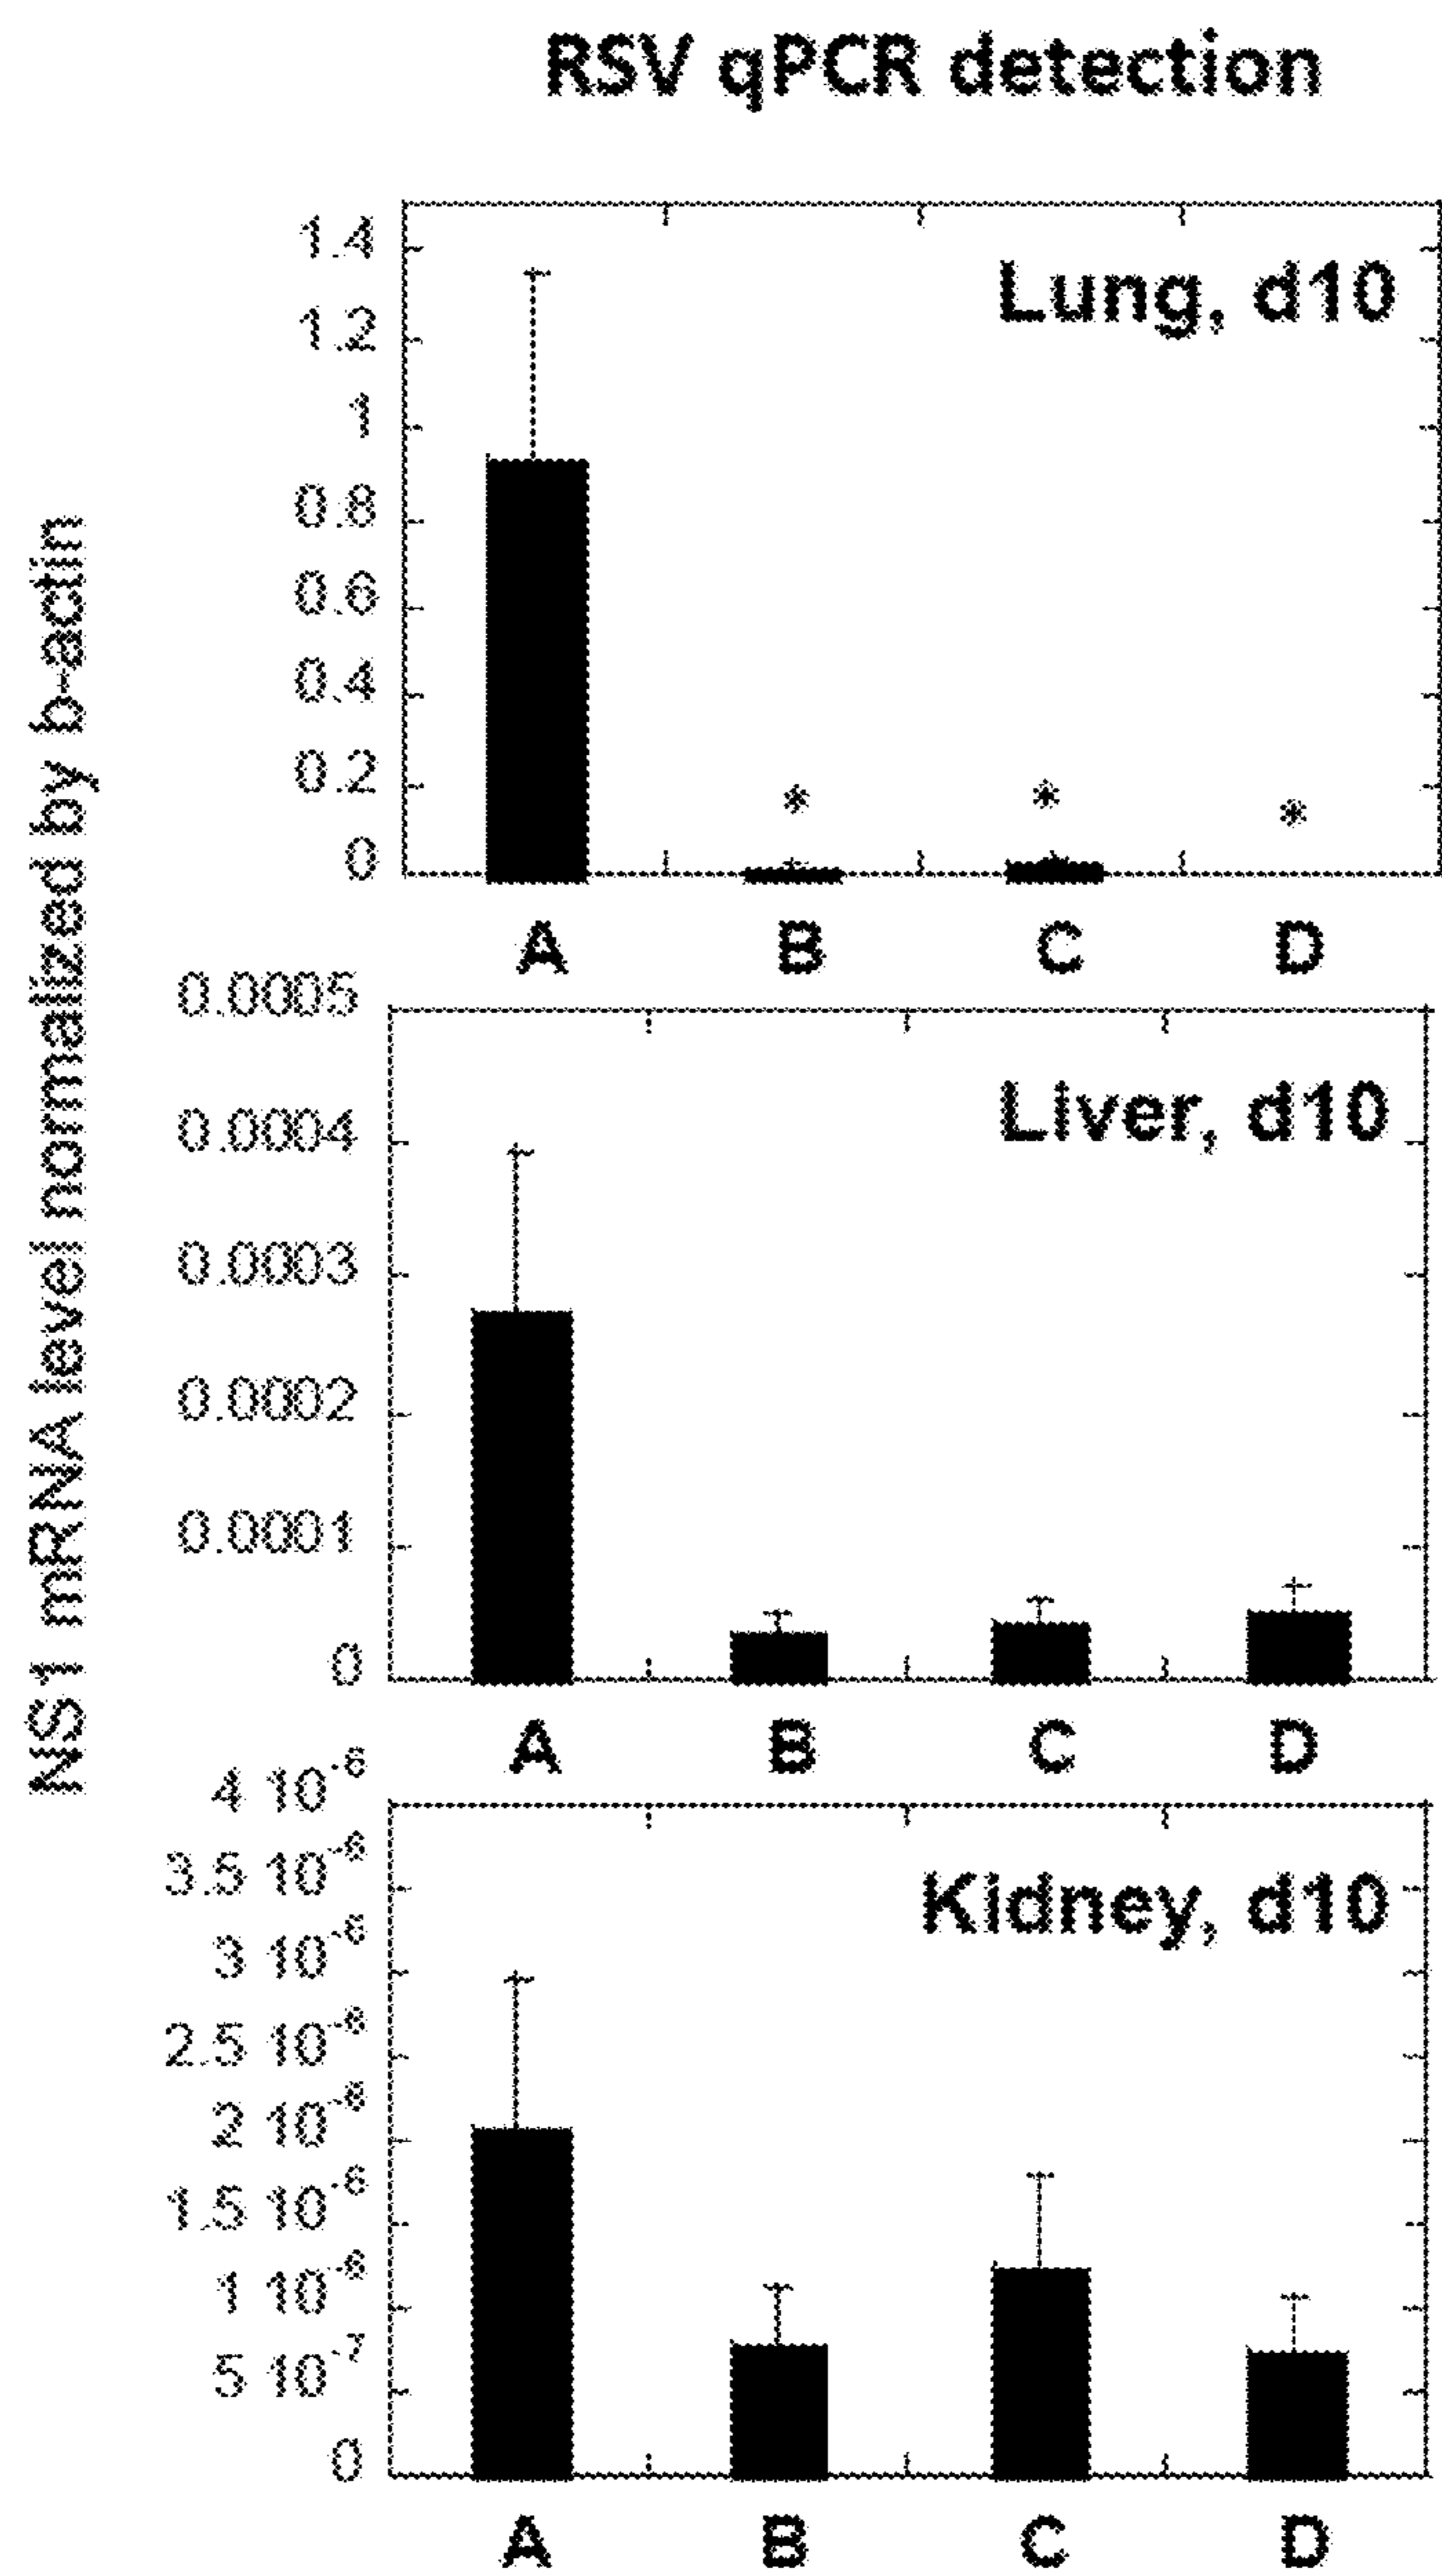 RSV qPCR detection
NS1 mRNA level normalized by b-actin
Lung, d10
1.4
1.2
1
0.8
0.6
0.4
0.2
0
* * *
A B C D
Liver, d10
0.0005
0.0004
0.0003
0.0002
0.0001
0
A B C D
Kidney, d10
4 10-6
3.5 10-6
3 10-6
2.5 10-6
2 10-6
1.5 10-6
1 10-6
5 10-7
0
A B C D